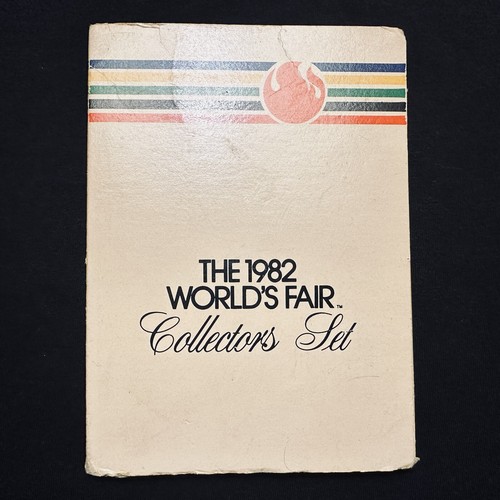 THE 1982
WORLD'S FAIR™
Collectors Set